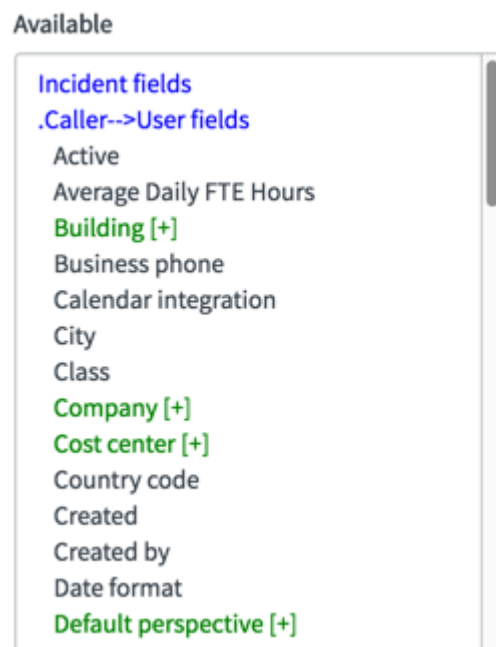 Available
Incident fields
.Caller-->User fields
Active
Average Daily FTE Hours
Building [+]
Business phone
Calendar integration
City
Class
Company [+]
Cost center [+]
Country code
Created
Created by
Date format
Default perspective [+]